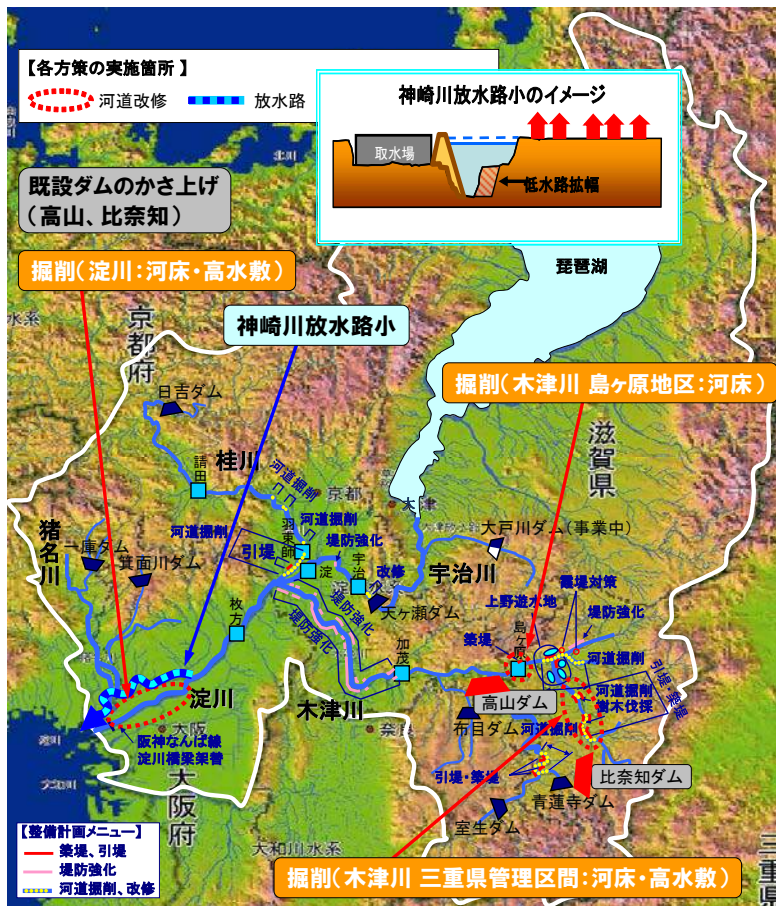 【各方策の実施箇所 】
河道改修
放水路
神崎川放水路小のイメージ
取水場
低水路拡幅
既設ダムのかさ上げ
（高山、比奈知）
掘削（淀川：河床・高水敷）
琵琶湖
神崎川放水路小
京都府
掘削（木津川 島ヶ原地区：河床）
滋賀県
日吉ダム
請田
桂川
河道掘削
京都
大津
河道掘削
河道掘削
羽束師
堤防強化
引堤
淀
宇治
改修
大戸川ダム（事業中）
宇治川
天ヶ瀬ダム
猪名川
一庫ダム
箕面川ダム
枚方
堤防強化
堤防強化
上野遊水地
霞堤対策
堤防強化
築堤
島ヶ原
加茂
河道掘削
引堤・築堤
河道掘削
樹木伐採
淀川
木津川
高山ダム
布目ダム
河道掘削
大阪
奈良
阪神なんば線
淀川橋梁架替
大阪府
引堤・築堤
比奈知ダム
青蓮寺ダム
室生ダム
大和川水系
三重県
【整備計画メニュー】
築堤、引堤
堤防強化
河道掘削、改修
掘削（木津川 三重県管理区間：河床・高水敷）